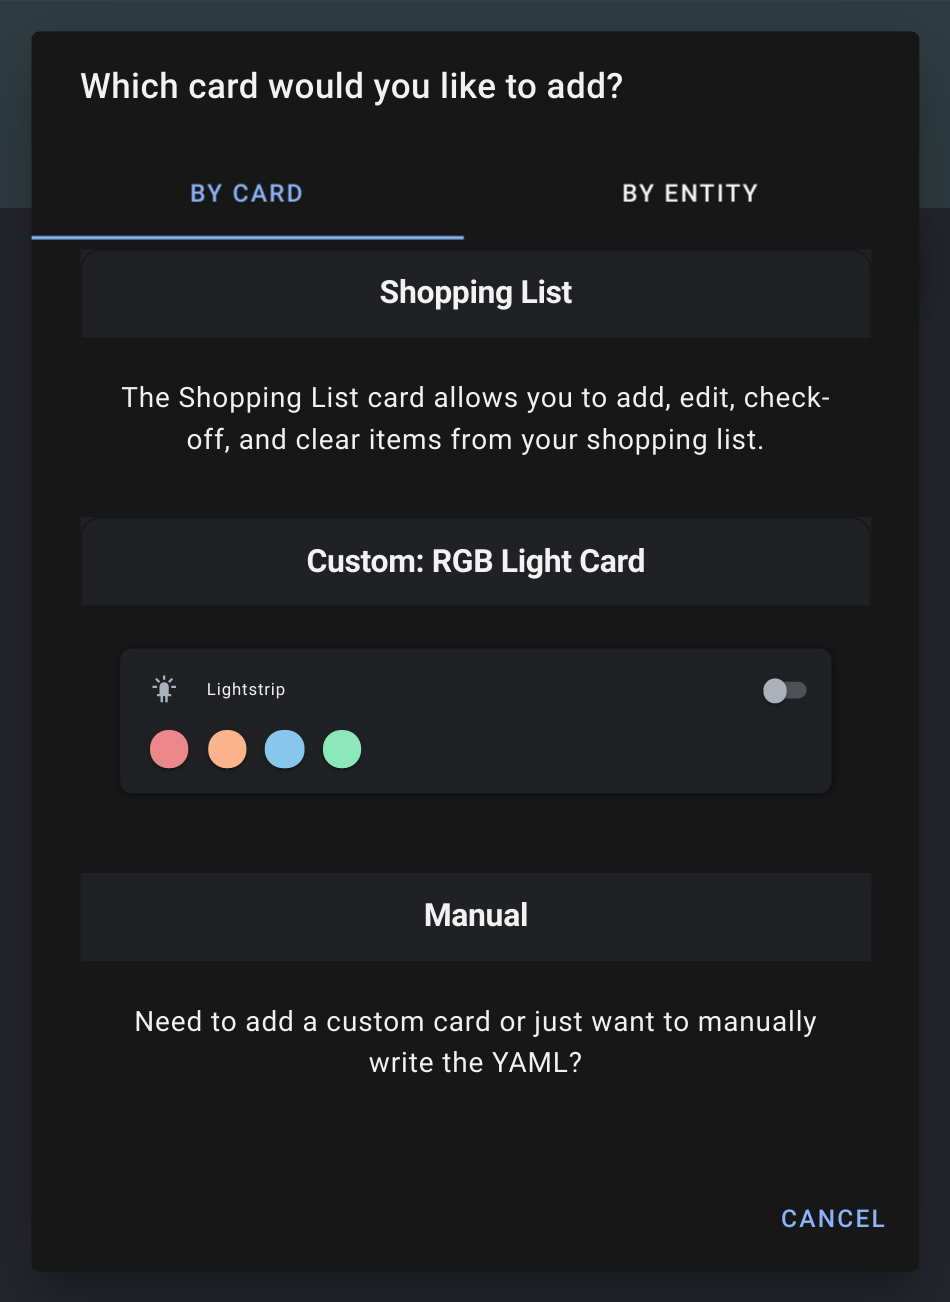 Which card would you like to add?
BY CARD
BY ENTITY
Shopping List
The Shopping List card allows you to add, edit, check-
off, and clear items from your shopping list.
Custom: RGB Light Card
Lightstrip
Manual
Need to add a custom card or just want to manually
write the YAML?
CANCEL